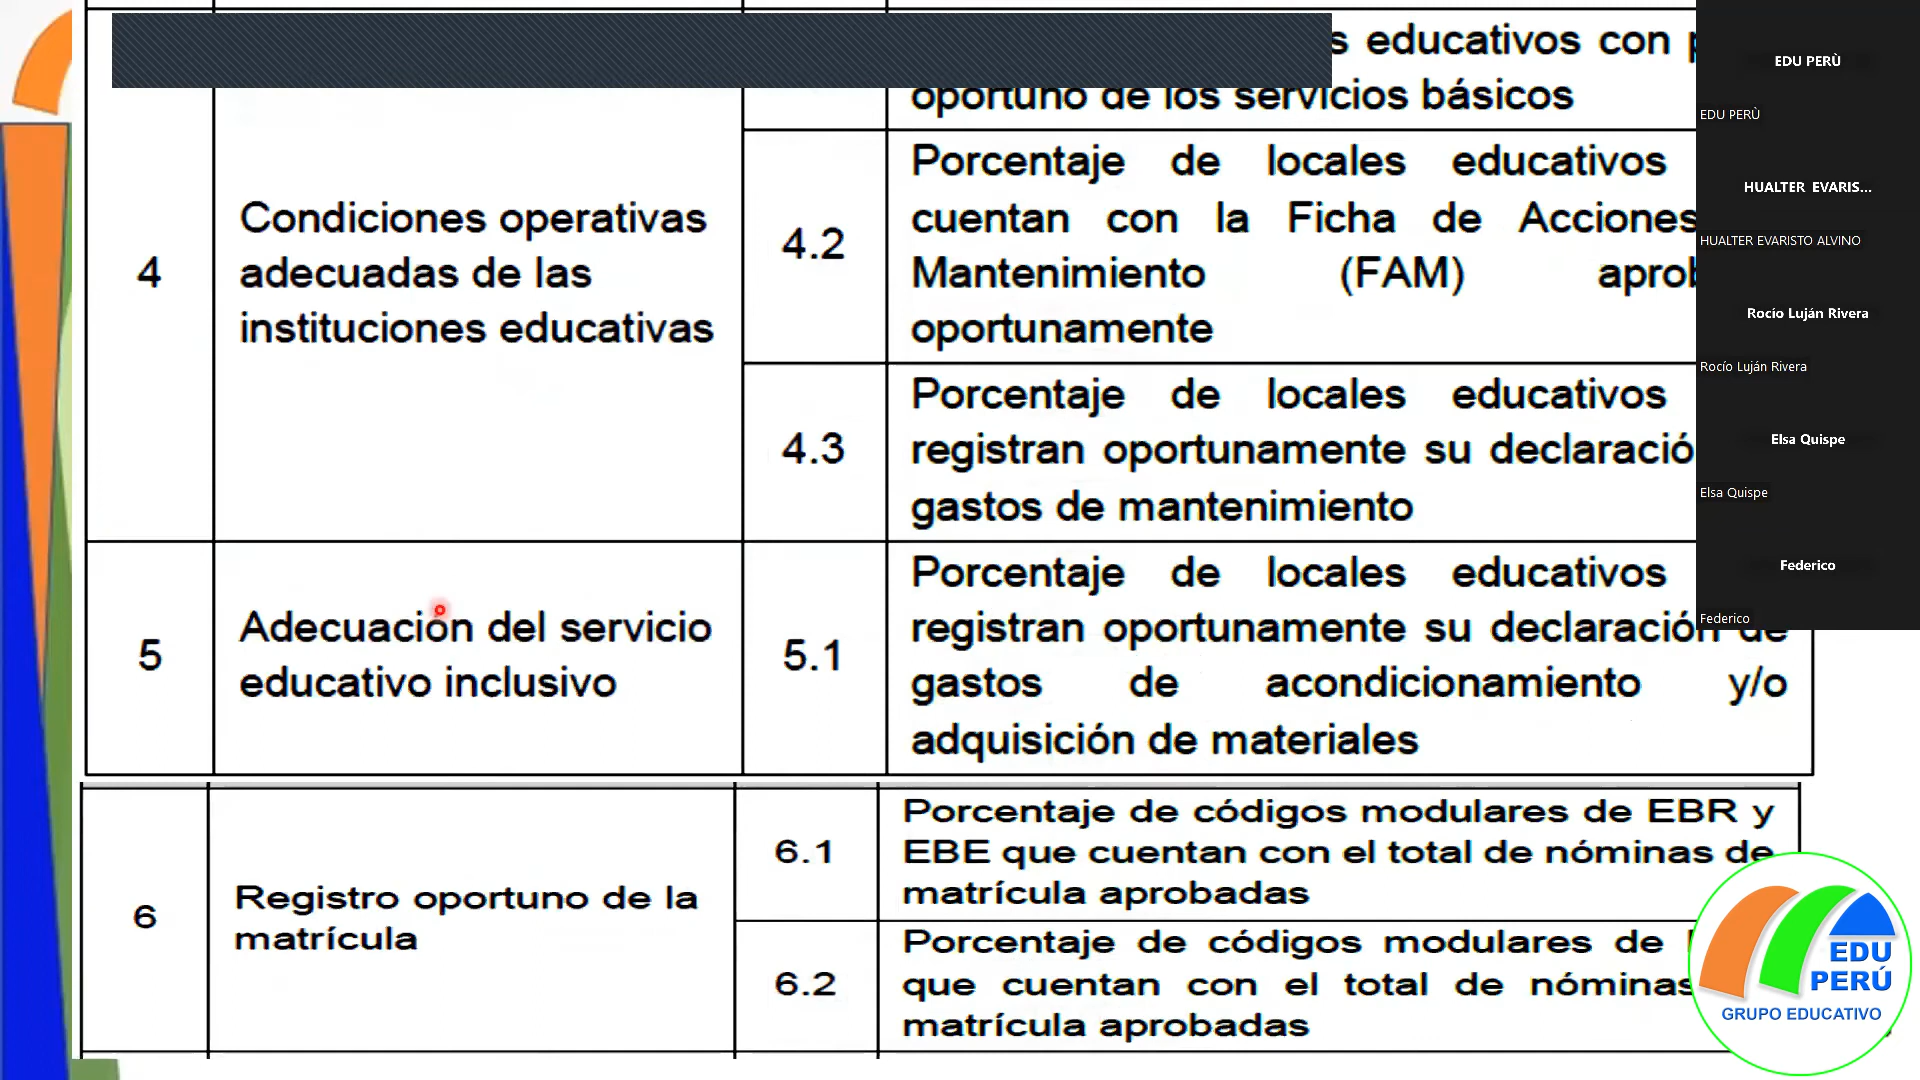 s educativos con
oportuno de los servicios básicos
4
Condiciones operativas
adecuadas de las
instituciones educativas
4.2
Porcentaje de locales educativos
cuentan con la Ficha de Acciones
Mantenimiento (FAM) aprob
oportunamente
4.3
Porcentaje de locales educativos
registran oportunamente su declaració
gastos de mantenimiento
5
Adecuación del servicio
educativo inclusivo
5.1
Porcentaje de locales educativos
registran oportunamente su declaración de
gastos de acondicionamiento y/o
adquisición de materiales
6
Registro oportuno de la
matrícula
6.1
Porcentaje de códigos modulares de EBR y
EBE que cuentan con el total de nóminas de
matrícula aprobadas
6.2
Porcentaje de códigos modulares de
que cuentan con el total de nóminas
matrícula aprobadas
EDU PERÙ
EDU PERÙ
HUALTER EVARIS...
HUALTER EVARISTO ALVINO
Rocío Luján Rivera
Rocío Luján Rivera
Elsa Quispe
Elsa Quispe
Federico
Federico
EDU
PERÚ
GRUPO EDUCATIVO